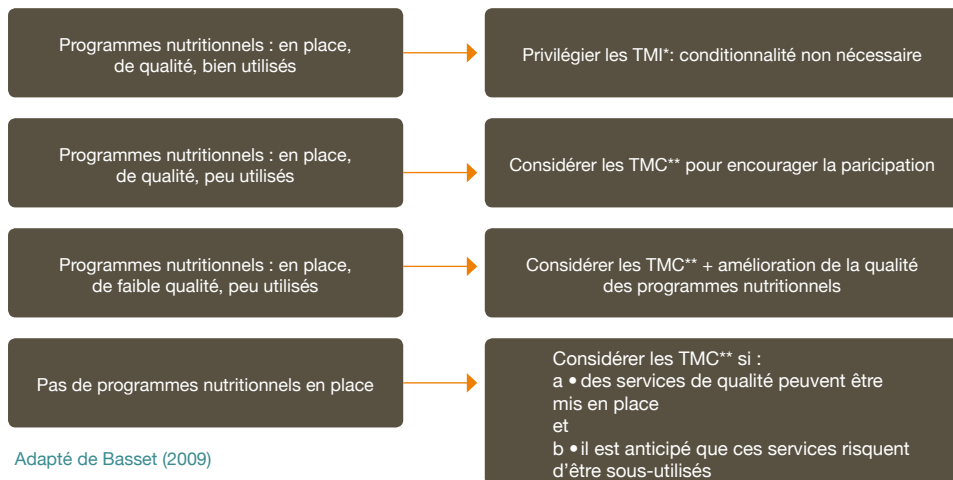 Programmes nutritionnels : en place,
de qualité, bien utilisés
Privilégier les TMI*: conditionnalité non nécessaire
Programmes nutritionnels : en place,
de qualité, peu utilisés
Considérer les TMC** pour encourager la paricipation
Programmes nutritionnels : en place,
de faible qualité, peu utilisés
Considérer les TMC** + amélioration de la qualité
des programmes nutritionnels
Pas de programmes nutritionnels en place
Considérer les TMC** si :
a • des services de qualité peuvent être
mis en place
et
b • il est anticipé que ces services risquent
d'être sous-utilisés
Adapté de Basset (2009)